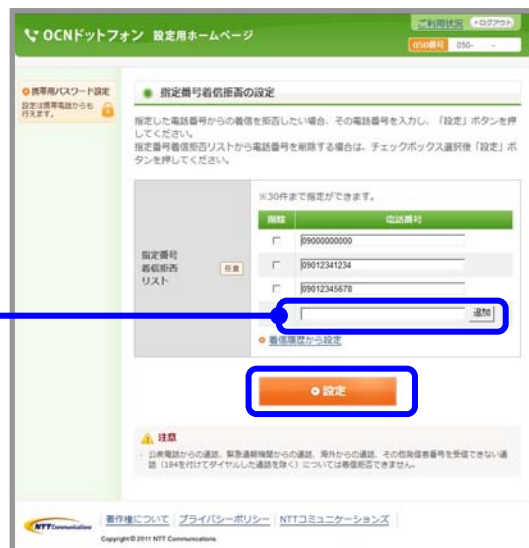 ご利用状況
ログアウト
OCNドットフォン 設定用ホームページ
050番号 050- -
携帯用パスワード設定
設定は携帯電話からも
行えます。
指定番号着信拒否の設定
指定した電話番号からの着信を拒否したい場合、その電話番号を入力し、「設定」ボタンを押
してください。
指定番号着信拒否リストから電話番号を削除する場合は、チェックボックス選択後「設定」ボ
タンを押してください。
※30件まで指定ができます。
削除 電話番号
指定番号
着信拒否
リスト
任意
09000000000
09012341234
09012345678
追加
着信履歴から設定
設定
注意
公衆電話からの通話、緊急通報機関からの通話、海外からの通話、その他発信者番号を受信できない通
話（184を付けてダイヤルした通話を除く）については着信拒否できません。
NTT Communications
著作権について プライバシーポリシー NTTコミュニケーションズ
Copyright © 2011 NTT Communications